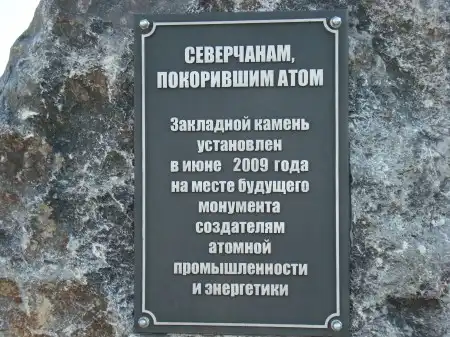 СЕВЕРЧАНАМ,
ПОКОРИВШИМ АТОМ
Закладной камень
установлен
в июне 2009 года
на месте будущего
монумента
создателям
атомной
промышленности
и энергетики